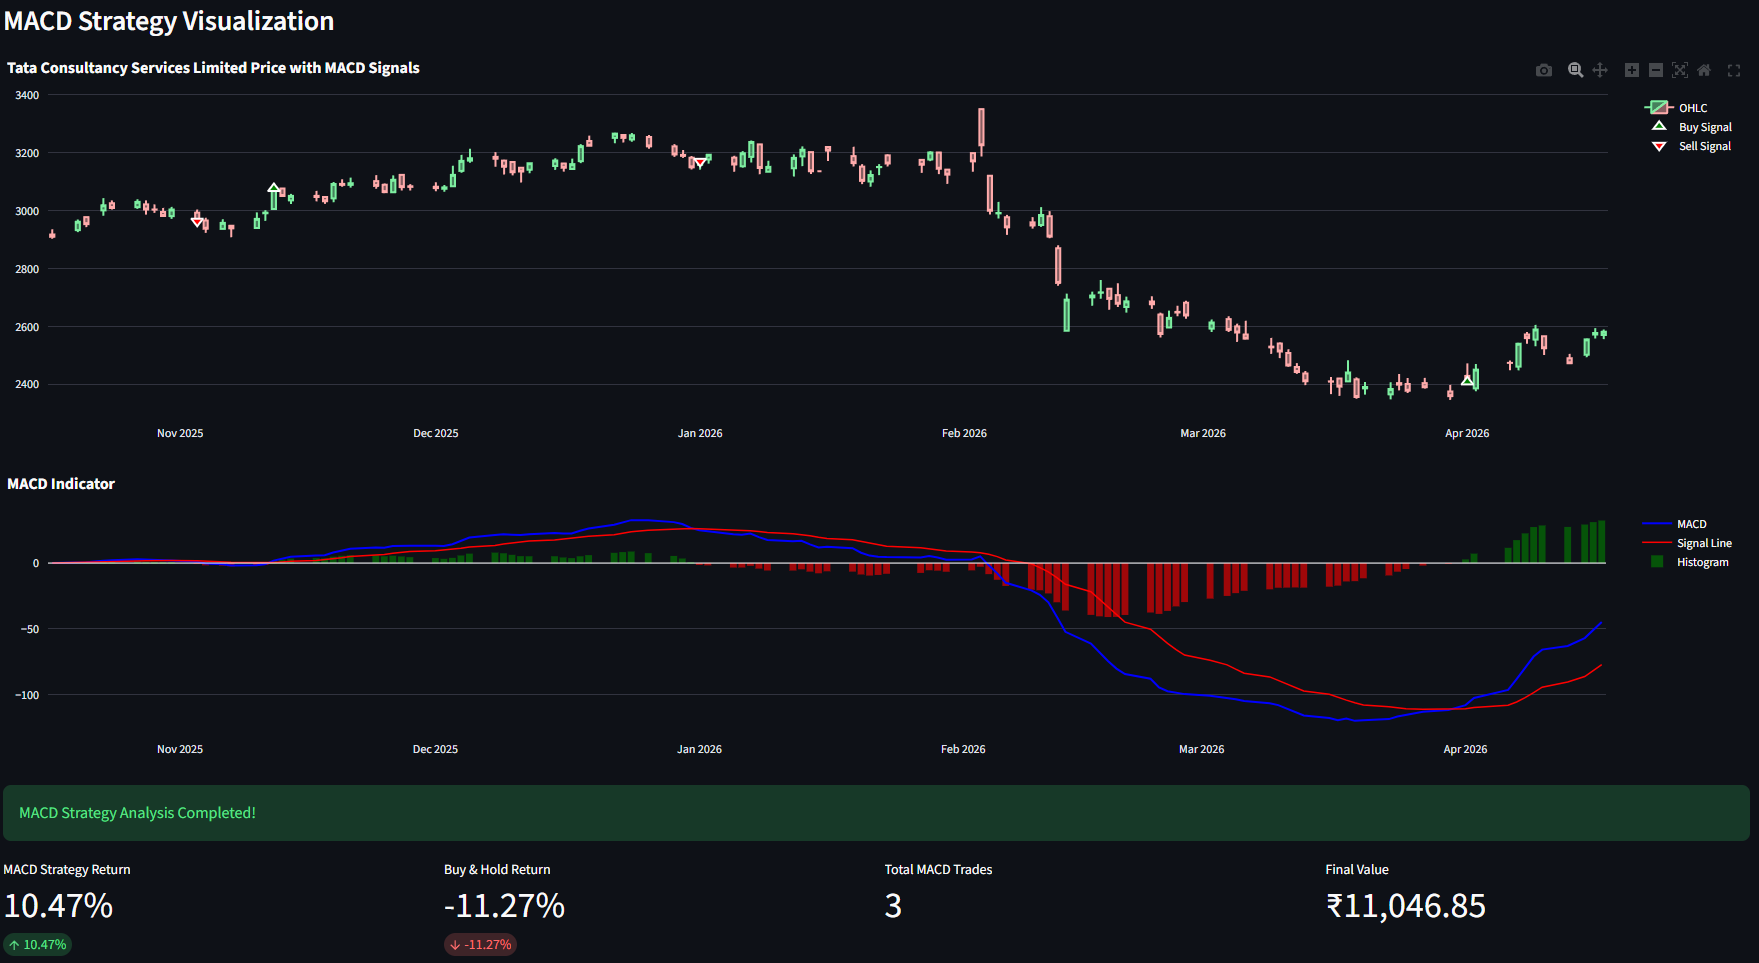 MACD Strategy Visualization
Tata Consultancy Services Limited Price with MACD Signals
3400
3200
3000
2800
2600
2400
Nov 2025
Dec 2025
Jan 2026
Feb 2026
Mar 2026
Apr 2026
OHLC
Buy Signal
Sell Signal
MACD Indicator
0
−50
−100
Nov 2025
Dec 2025
Jan 2026
Feb 2026
Mar 2026
Apr 2026
MACD
Signal Line
Histogram
MACD Strategy Analysis Completed!
MACD Strategy Return
10.47%
↑ 10.47%
Buy & Hold Return
-11.27%
↓ -11.27%
Total MACD Trades
3
Final Value
₹11,046.85